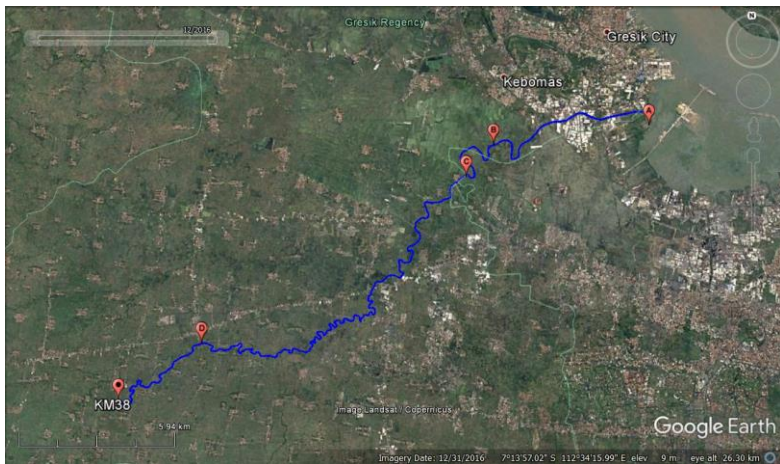 12/2016
Gresik Regency
N
Gresik City
Kebomas
A
B
C
D
KM38
Image Landsat / Copernicus
Google Earth
5.94 km
Imagery Date: 12/31/2016 7°13'57.02" S 112°34'15.99" E elev 9 m eye alt 26.30 km